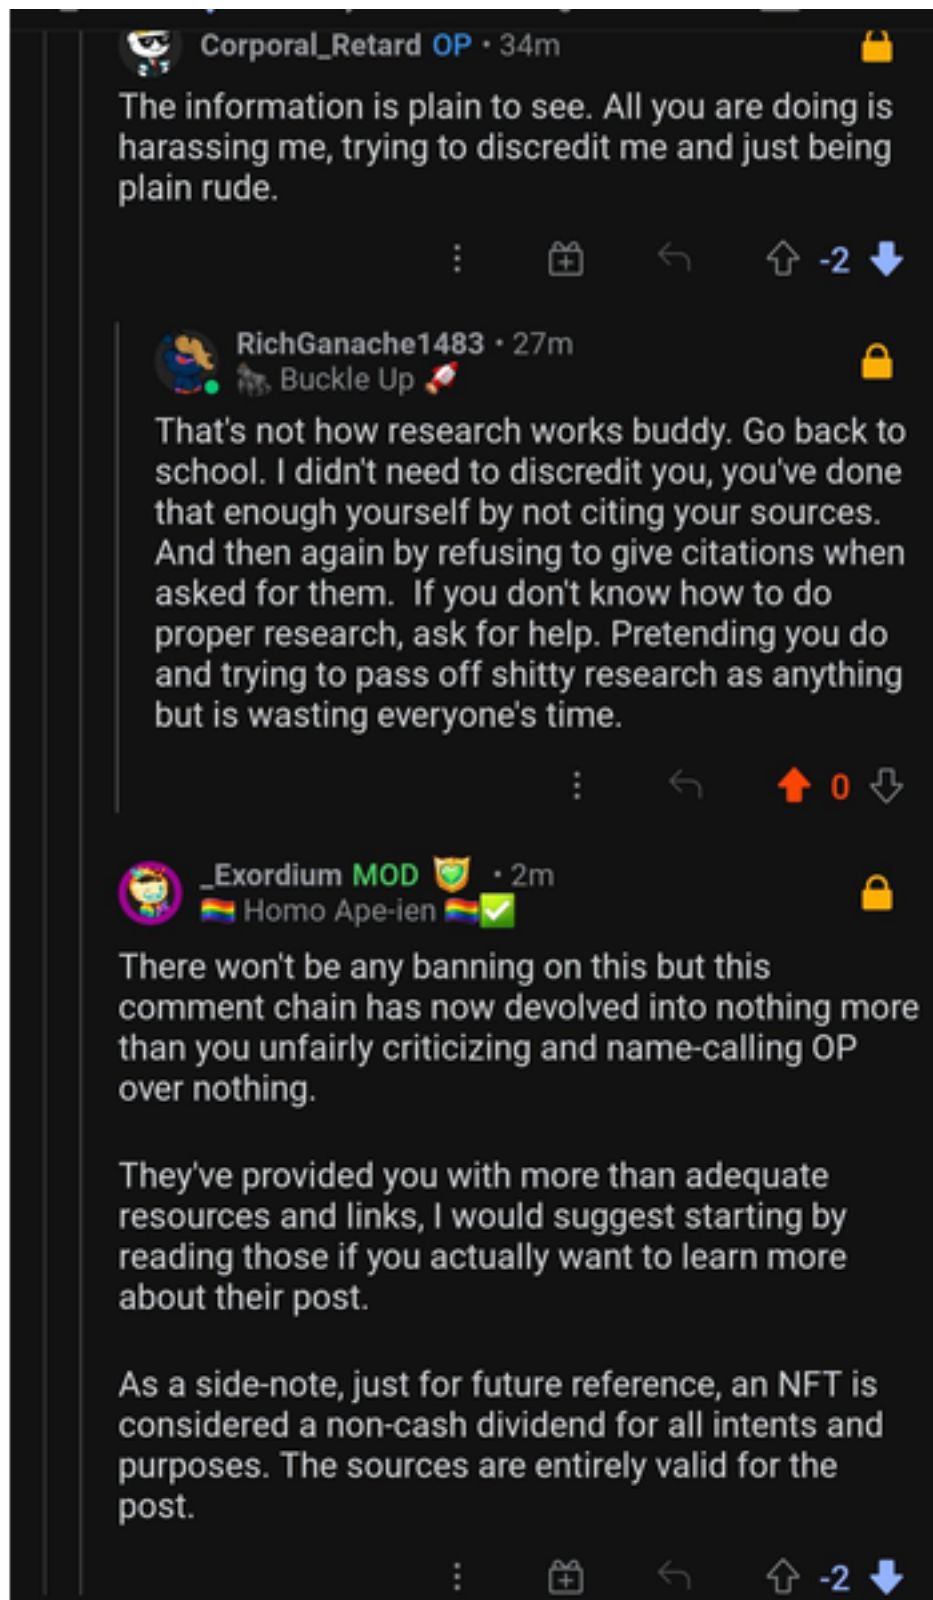 Corporal_Retard OP • 34m
The information is plain to see. All you are doing is
harassing me, trying to discredit me and just being
plain rude.
-2
RichGanache1483 • 27m
🦍 Buckle Up 🚀
That's not how research works buddy. Go back to
school. I didn't need to discredit you, you've done
that enough yourself by not citing your sources.
And then again by refusing to give citations when
asked for them.  If you don't know how to do
proper research, ask for help. Pretending you do
and trying to pass off shitty research as anything
but is wasting everyone's time.
0
_Exordium MOD • 2m
🏳️‍🌈 Homo Ape-ien 🏳️‍🌈✅
There won't be any banning on this but this
comment chain has now devolved into nothing more
than you unfairly criticizing and name-calling OP
over nothing.
They've provided you with more than adequate
resources and links, I would suggest starting by
reading those if you actually want to learn more
about their post.
As a side-note, just for future reference, an NFT is
considered a non-cash dividend for all intents and
purposes. The sources are entirely valid for the
post.
-2